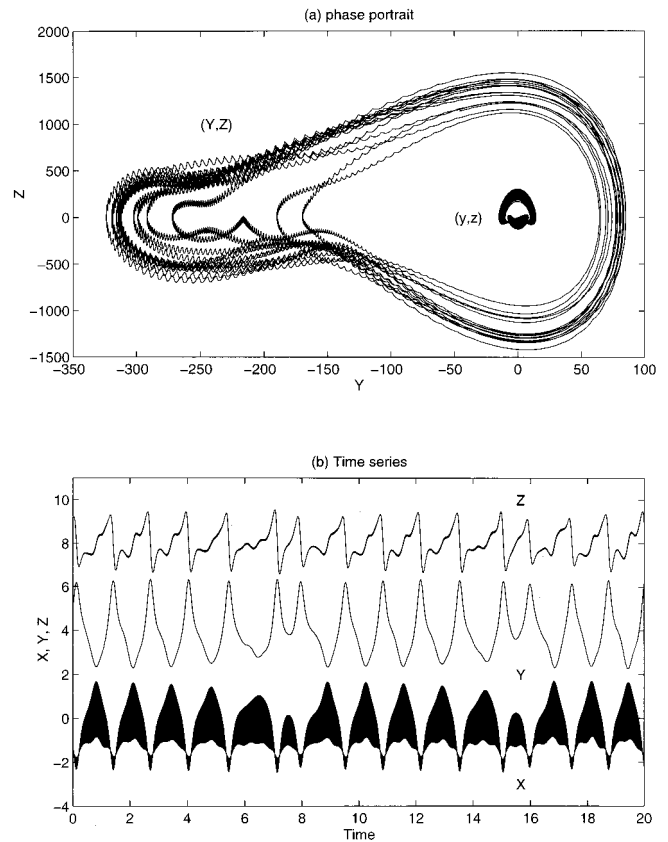 (a) phase portrait
2000
1500
1000
500
0
−500
−1000
−1500
Z
(Y,Z)
(y,z)
−350 −300 −250 −200 −150 −100 −50 0 50 100
Y
(b) Time series
10
8
6
4
2
0
−2
−4
X, Y, Z
Z
Y
X
0 2 4 6 8 10 12 14 16 18 20
Time